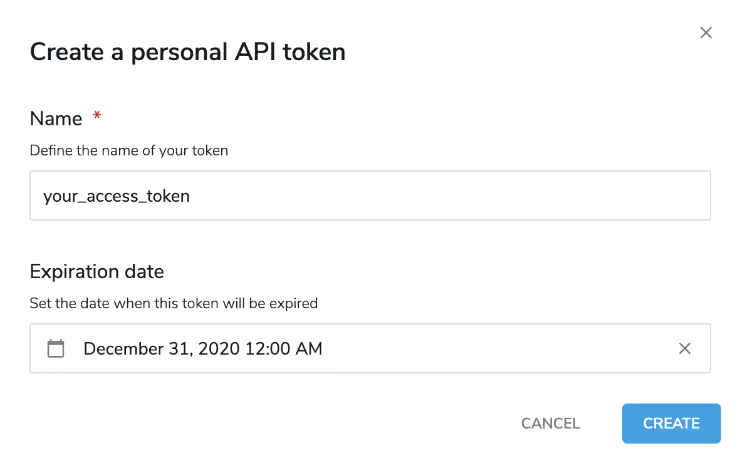 Create a personal API token
Name *
Define the name of your token
your_access_token
Expiration date
Set the date when this token will be expired
December 31, 2020 12:00 AM
CANCEL CREATE